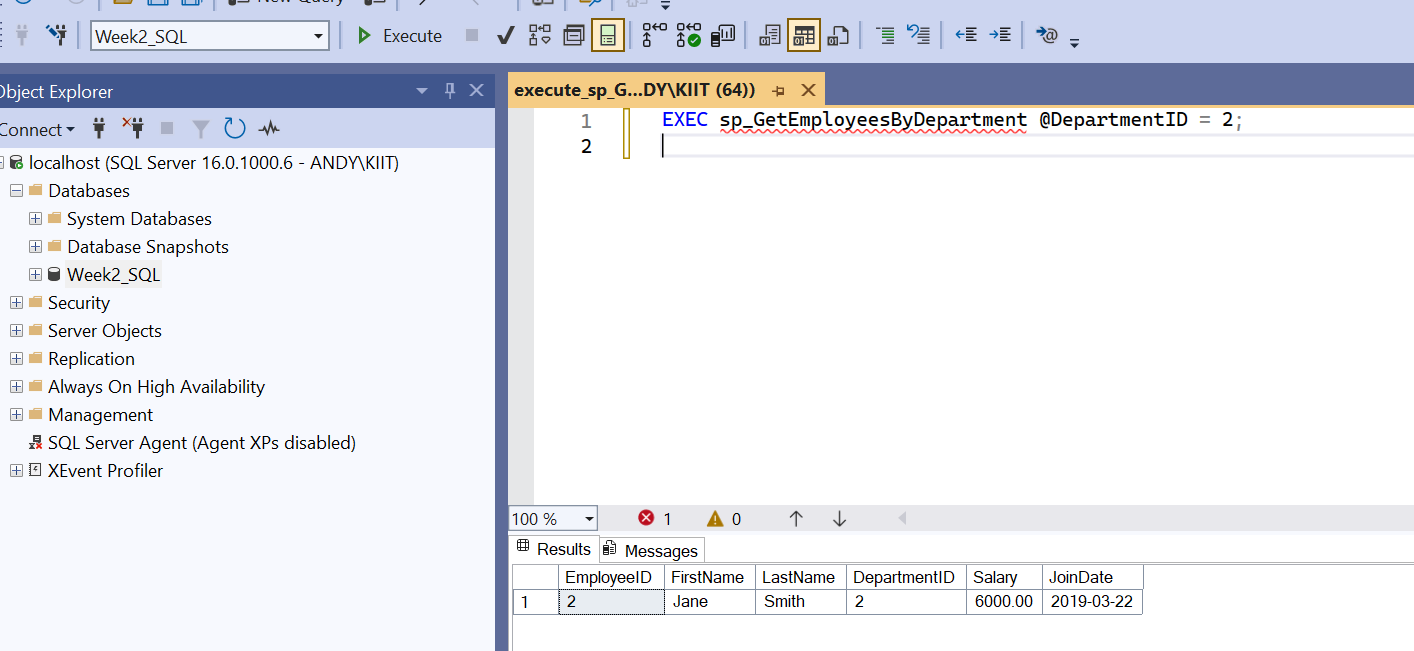 New Query
Week2_SQL
Execute
Object Explorer
Connect
localhost (SQL Server 16.0.1000.6 - ANDY\KIIT)
Databases
System Databases
Database Snapshots
Week2_SQL
Security
Server Objects
Replication
Always On High Availability
Management
SQL Server Agent (Agent XPs disabled)
XEvent Profiler
execute_sp_G...DY\KIIT (64))
1 EXEC sp_GetEmployeesByDepartment @DepartmentID = 2;
2
100 % 1 0
Results Messages
EmployeeID FirstName LastName DepartmentID Salary JoinDate
1 2 Jane Smith 2 6000.00 2019-03-22